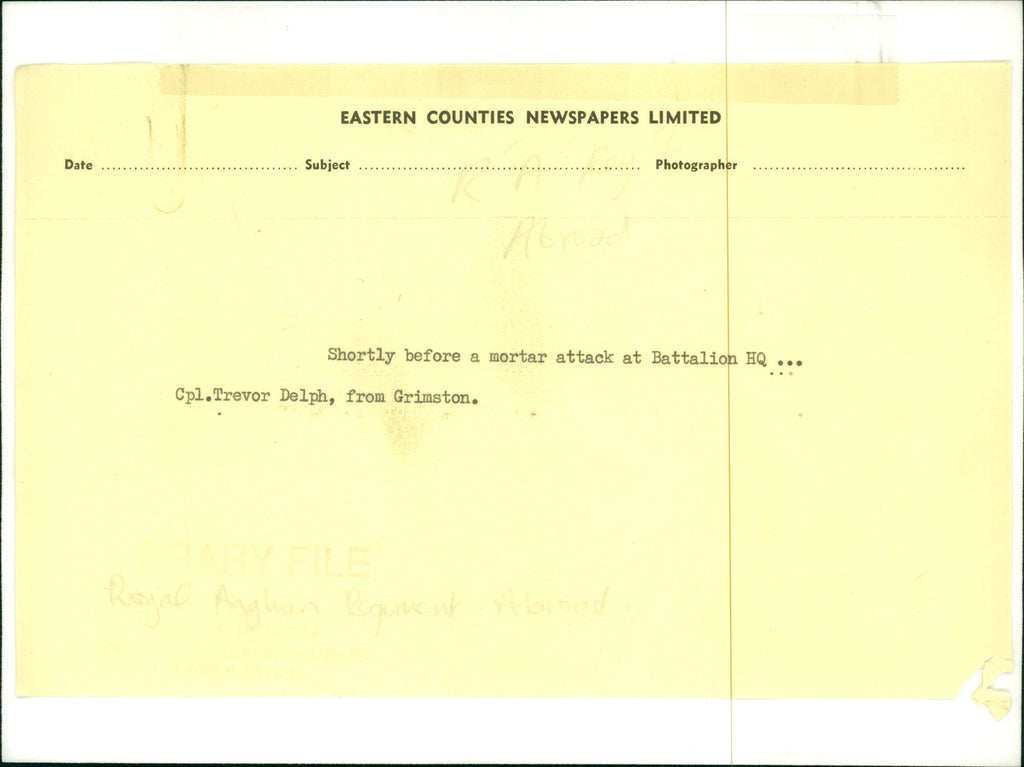 EASTERN COUNTIES NEWSPAPERS LIMITED
Date ........................................ Subject ........................................ Photographer ........................................
"R" A" Reg
Abroad
Shortly before a mortar attack at Battalion HQ ...
Cpl.Trevor Delph, from Grimston.
ARY FILE
Royal Anglian Regiment - Abroad.